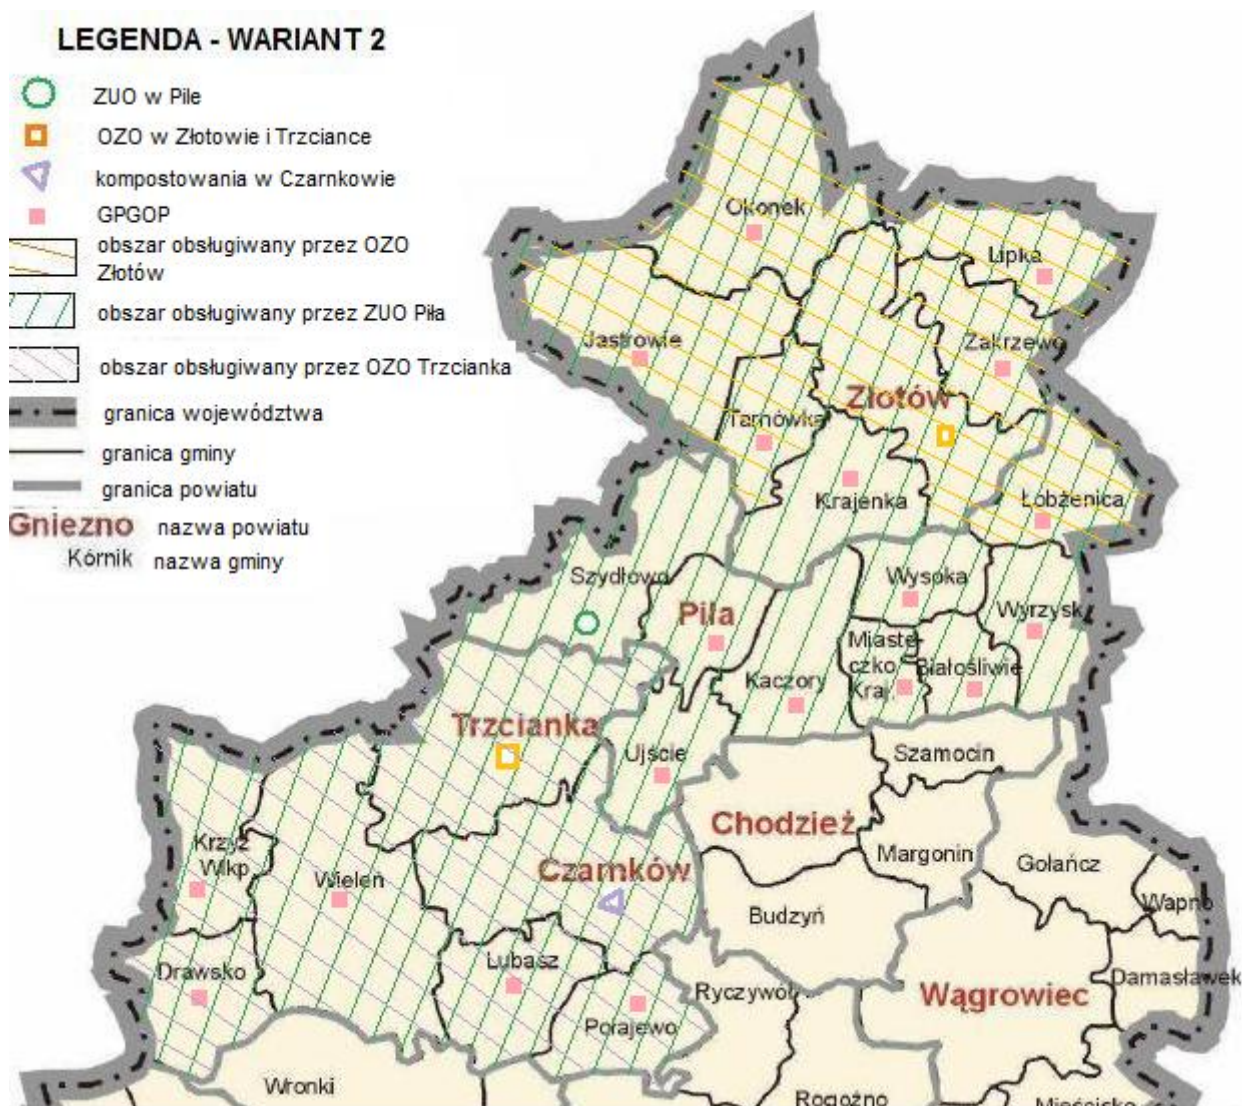 LEGENDA - WARIANT 2
ZUO w Pile
OZO w Złotowie i Trzciance
kompostowania w Czarnkowie
GPGOP
obszar obsługiwany przez OZO
Złotów
obszar obsługiwany przez ZUO Piła
obszar obsługiwany przez OZO Trzcianka
granica województwa
granica gminy
granica powiatu
Gniezno nazwa powiatu
Kórnik nazwa gminy
Okonek
Lipka
Jastrowie
Zakrzewo
Złotów
Tarnówka
Krajenka
Łobżenica
Szydłowo
Wysoka
Piła
Wyrzysk
Miaste-
czko
Kraj.
Białośliwie
Kaczory
Trzcianka
Ujście
Szamocin
Chodzież
Krzyż
Wlkp
Margonin
Gołańcz
Wieleń
Czarnków
Budzyń
Wapno
Drawsko
Lubasz
Ryczywół
Wągrowiec
Damasławek
Połajewo
Wronki
Rogoźno
Mieścisko